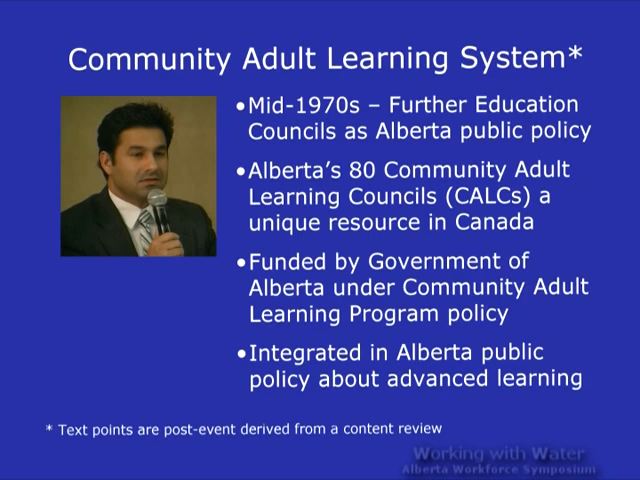 Community Adult Learning System*
•Mid-1970s – Further Education
Councils as Alberta public policy
•Alberta's 80 Community Adult
Learning Councils (CALCs) a
unique resource in Canada
•Funded by Government of
Alberta under Community Adult
Learning Program policy
•Integrated in Alberta public
policy about advanced learning
* Text points are post-event derived from a content review
Working with Water
Alberta Workforce Symposium